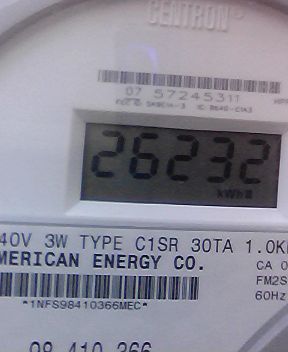 CENTRON
07 57245311
26232
kWh
40V 3W TYPE C1SR 30TA 1.0K
MERICAN ENERGY CO.
CA 0
FM2S
60Hz
*1NFS98410366MEC*
98 410 366